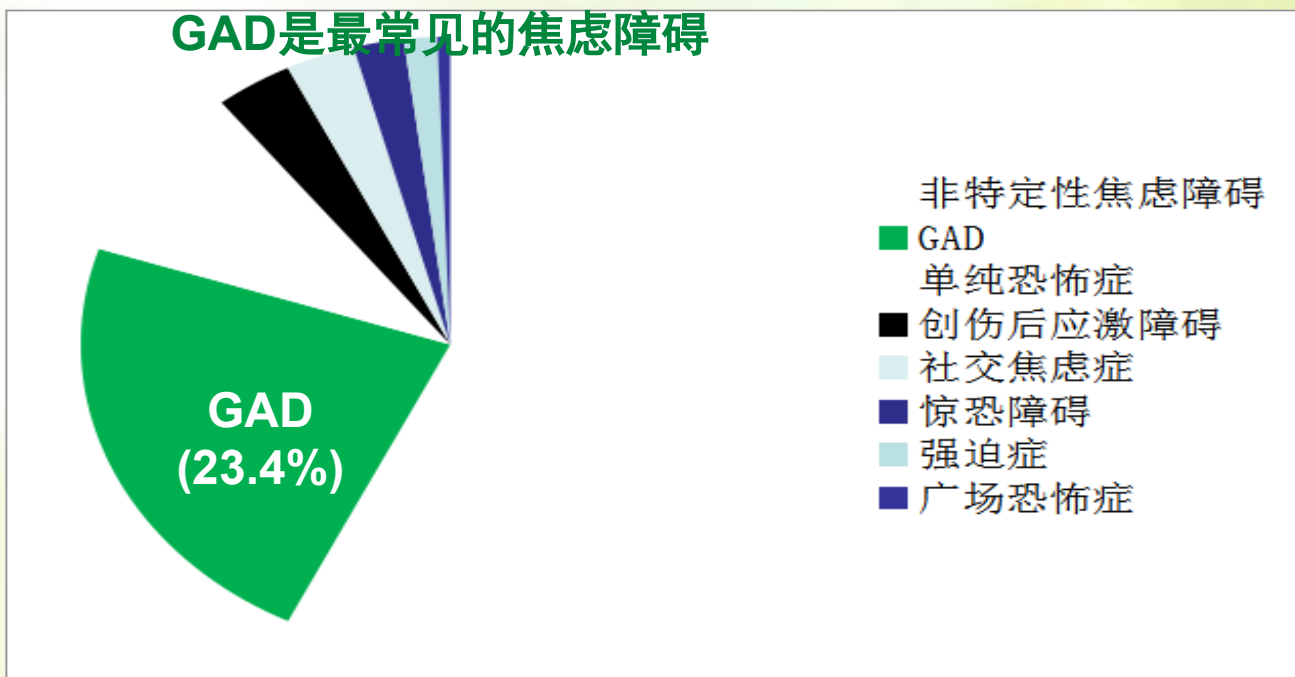 GAD是最常见的焦虑障碍
GAD
(23.4%)
非特定性焦虑障碍
GAD
单纯恐怖症
创伤后应激障碍
社交焦虑症
惊恐障碍
强迫症
广场恐怖症